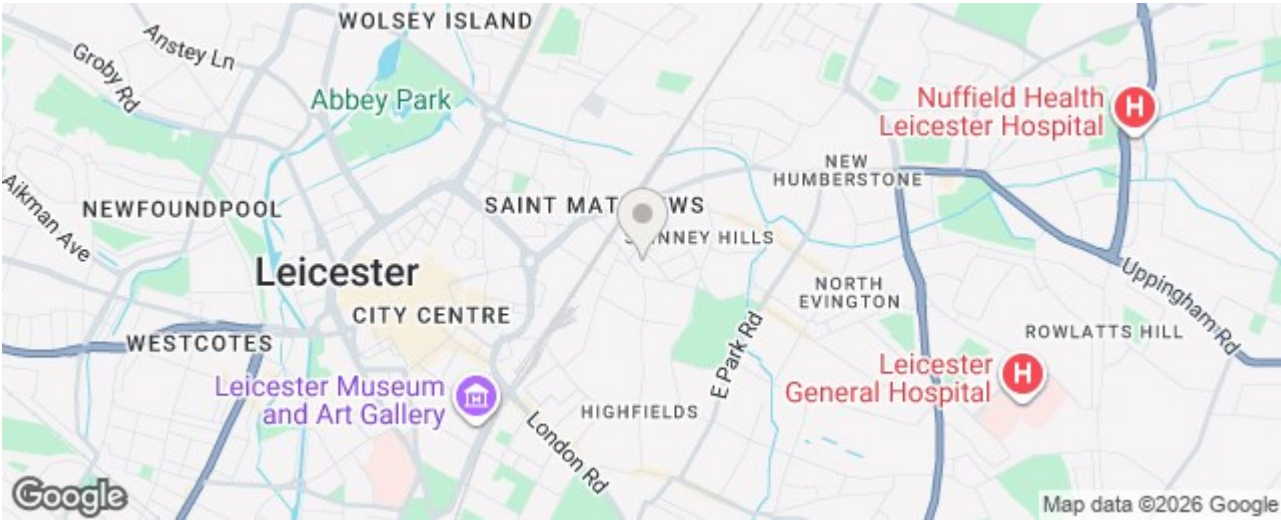 WOLSEY ISLAND
Anstey Ln
Groby Rd
Abbey Park
Nuffield Health
Leicester Hospital
NEW
HUMBERSTONE
Aikman Ave
NEWFOUNDPOOL
SAINT MAT WS
NNEY HILLS
Leicester
CITY CENTRE
NORTH
EVINGTON
Uppingham Rd
WESTCOTES
ROWLATTS HILL
E Park Rd
Leicester
General Hospital
H
H
Leicester Museum
and Art Gallery
HIGHFIELDS
London Rd
Google
Map data ©2026 Google